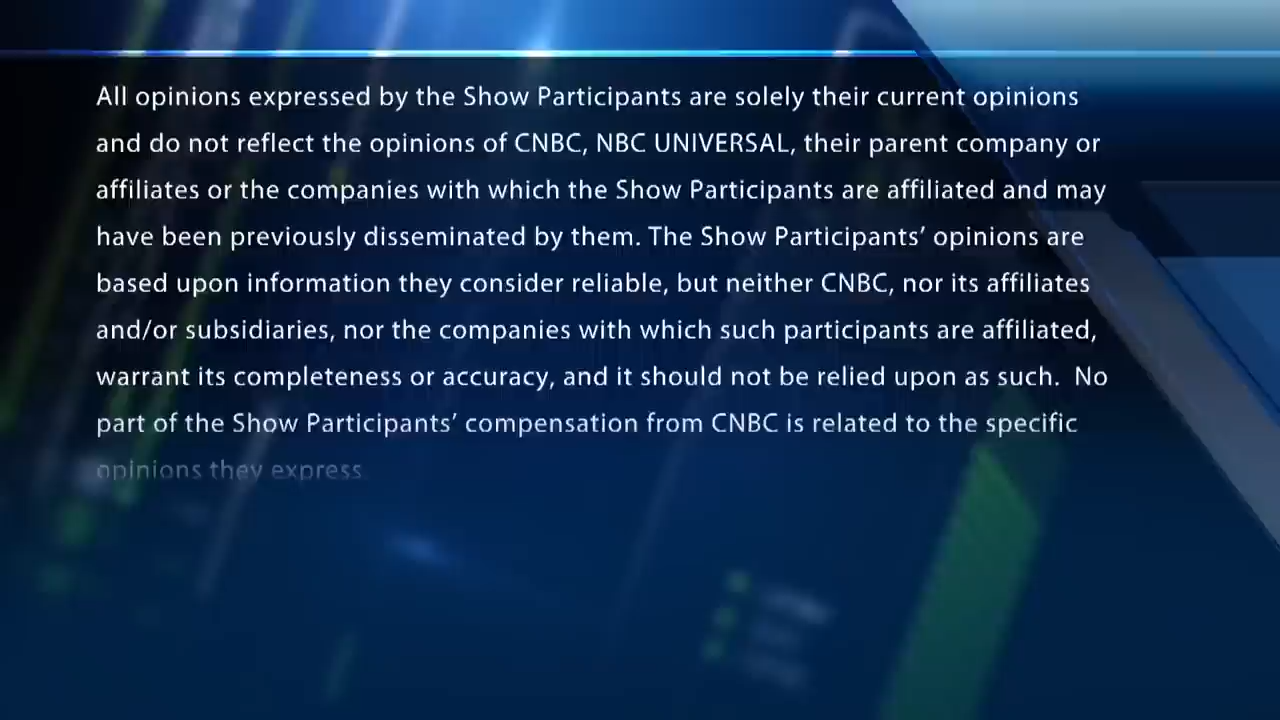 All opinions expressed by the Show Participants are solely their current opinions
and do not reflect the opinions of CNBC, NBC UNIVERSAL, their parent company or
affiliates or the companies with which the Show Participants are affiliated and may
have been previously disseminated by them. The Show Participants’ opinions are
based upon information they consider reliable, but neither CNBC, nor its affiliates
and/or subsidiaries, nor the companies with which such participants are affiliated,
warrant its completeness or accuracy, and it should not be relied upon as such.  No
part of the Show Participants’ compensation from CNBC is related to the specific
opinions they express.